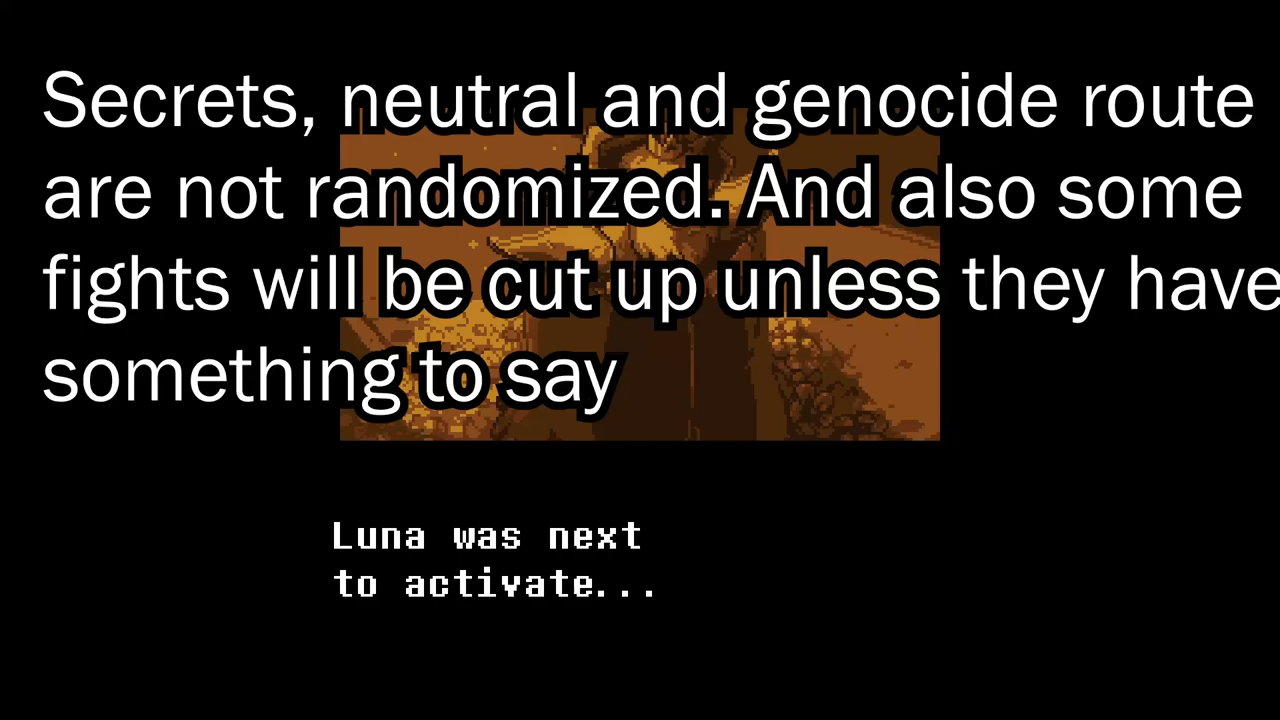 Secrets, neutral and genocide route
are not randomized. And also some
fights will be cut up unless they have
something to say
Luna was next
to activate...